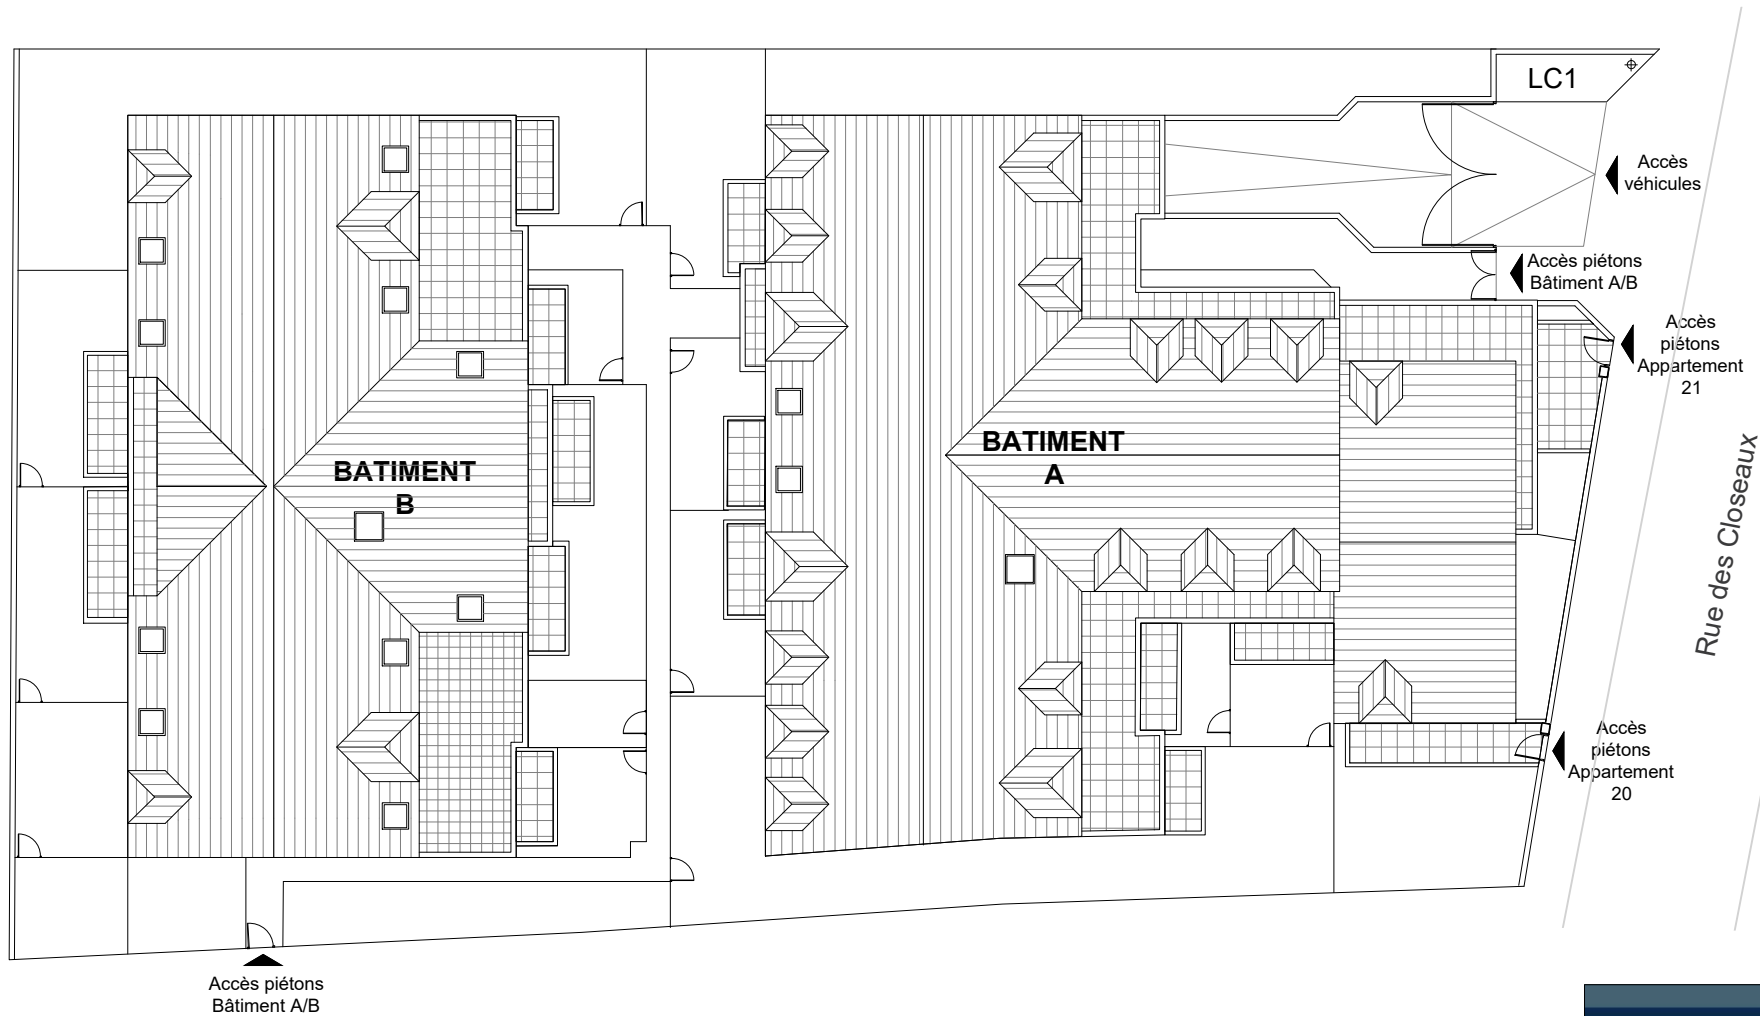 LC1
Accès
véhicules
Accès piétons
Bâtiment A/B
Accès
piétons
Appartement
21
BATIMENT
A
BATIMENT
B
Rue des Closeaux
Accès
piétons
Appartement
20
Accès piétons
Bâtiment A/B